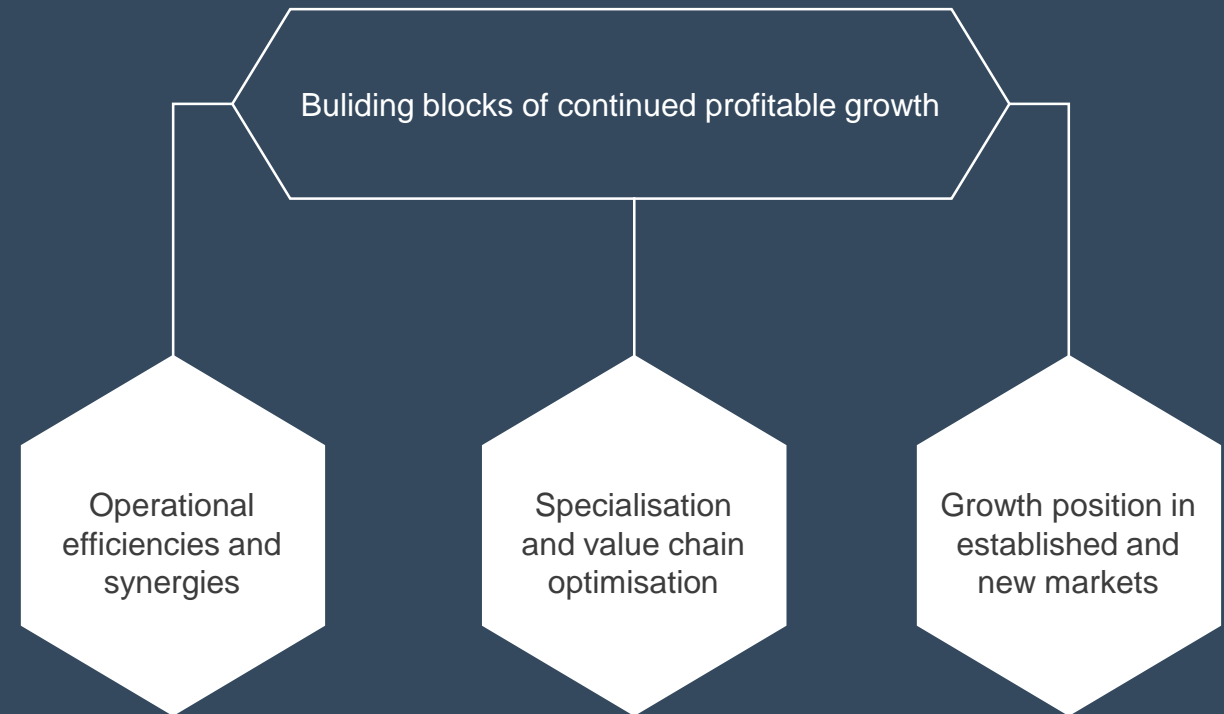 Buliding blocks of continued profitable growth
Operational
efficiencies and
synergies
Specialisation
and value chain
optimisation
Growth position in
established and
new markets